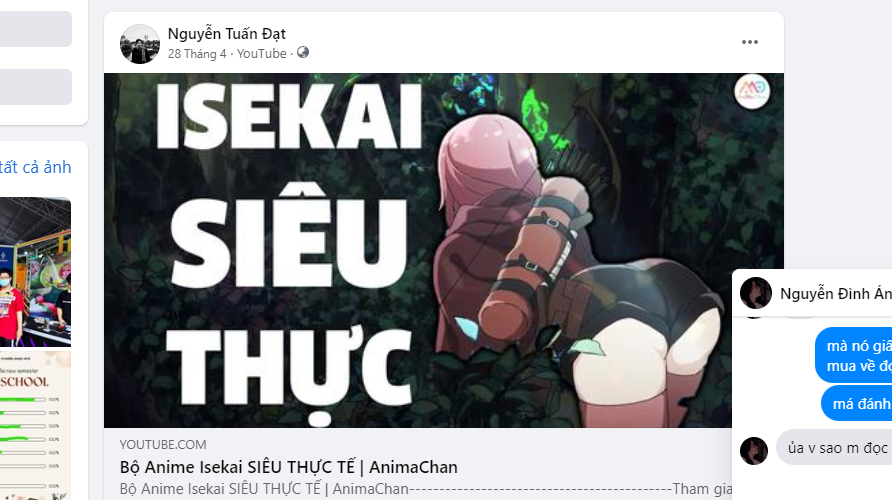 tất cả ảnh
SCHOOL
Nguyễn Tuấn Đạt
28 Tháng 4 · YouTube ·
ISEKAI
SIÊU
THỰC
YOUTUBE.COM
Bộ Anime Isekai SIÊU THỰC TẾ | AnimaChan
Bộ Anime Isekai SIÊU THỰC TẾ | AnimaChan------------------------------------------Tham gia
Nguyễn Đình Án
mà nó giấ
mua về đọ
má đánh
ủa v sao m đọc